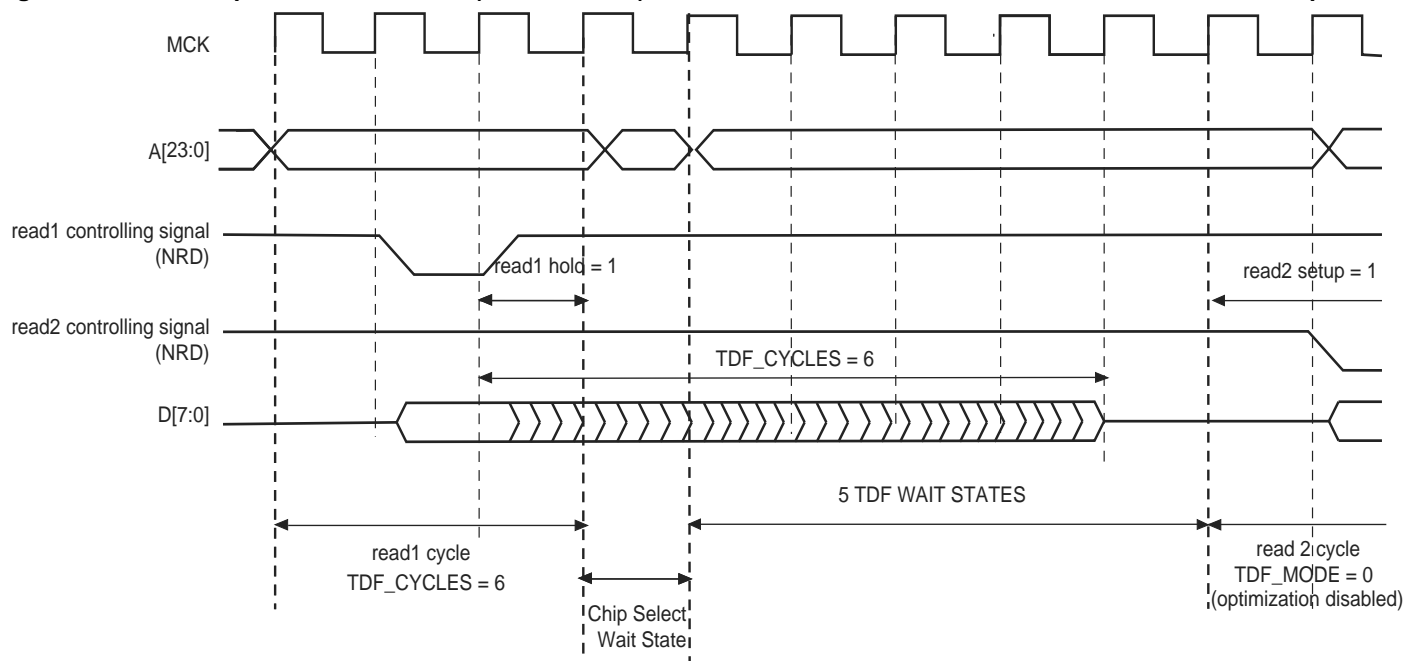 MCK
A[23:0]
read1 controlling signal
(NRD)
read1 hold = 1
read2 setup = 1
read2 controlling signal
(NRD)
TDF_CYCLES = 6
D[7:0]
5 TDF WAIT STATES
read1 cycle
TDF_CYCLES = 6
Chip Select
Wait State
read 2 cycle
TDF_MODE = 0
(optimization disabled)